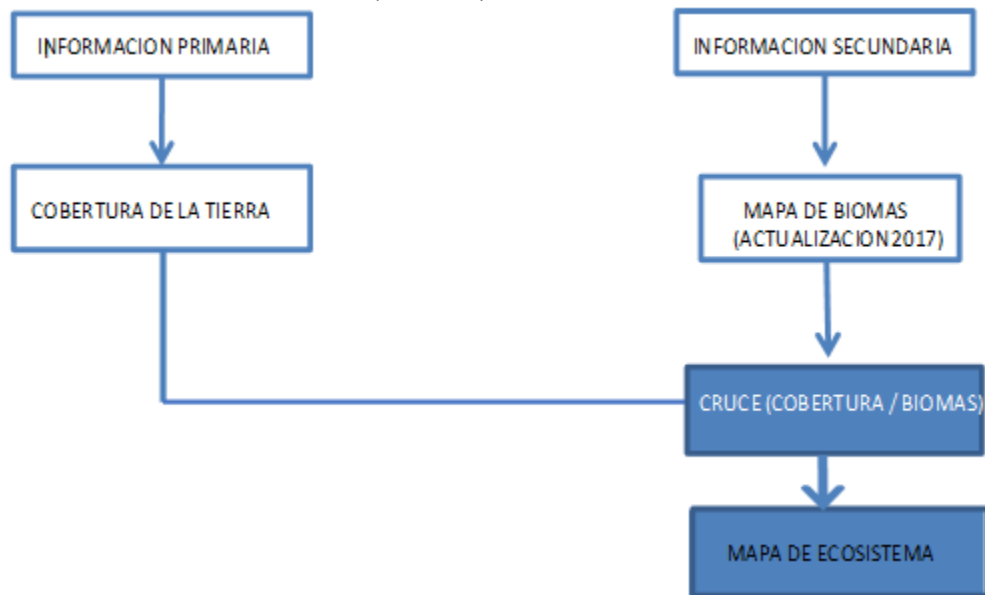 INFORMACION PRIMARIA
INFORMACION SECUNDARIA
COBERTURA DE LA TIERRA
MAPA DE BIOMAS
(ACTUALIZACION 2017)
CRUCE (COBERTURA / BIOMAS)
MAPA DE ECOSISTEMA